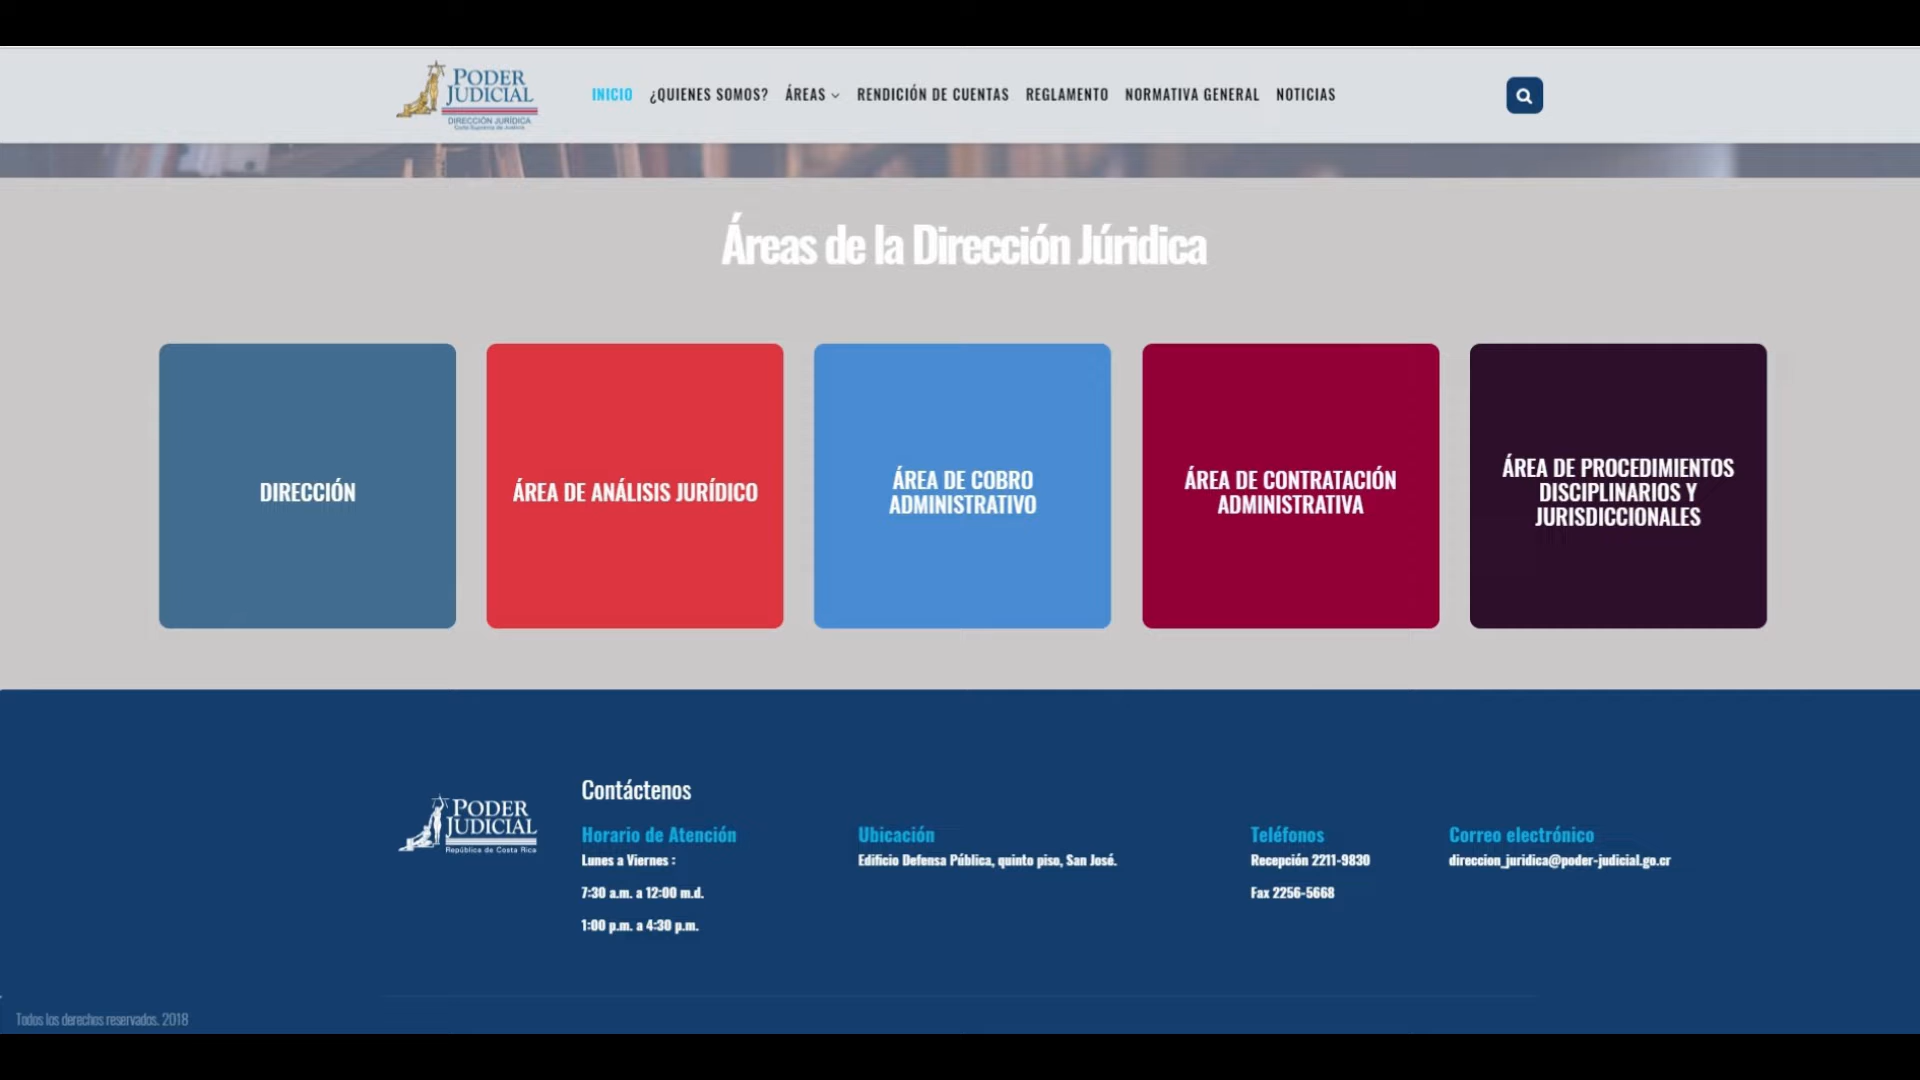 PODER
JUDICIAL
DIRECCIÓN JURÍDICA
Corte Suprema de Justicia
INICIO ¿QUIENES SOMOS? ÁREAS RENDICIÓN DE CUENTAS REGLAMENTO NORMATIVA GENERAL NOTICIAS
Áreas de la Dirección Júridica
DIRECCIÓN
ÁREA DE ANÁLISIS JURÍDICO
ÁREA DE COBRO
ADMINISTRATIVO
ÁREA DE CONTRATACIÓN
ADMINISTRATIVA
ÁREA DE PROCEDIMIENTOS
DISCIPLINARIOS Y
JURISDICCIONALES
PODER
JUDICIAL
República de Costa Rica
Contáctenos
Horario de Atención
Lunes a Viernes :
7:30 a.m. a 12:00 m.d.
1:00 p.m. a 4:30 p.m.
Ubicación
Edificio Defensa Pública, quinto piso, San José.
Teléfonos
Recepción 2211-9830
Fax 2256-5668
Correo electrónico
direccion_juridica@poder-judicial.go.cr
Todos los derechos reservados. 2018